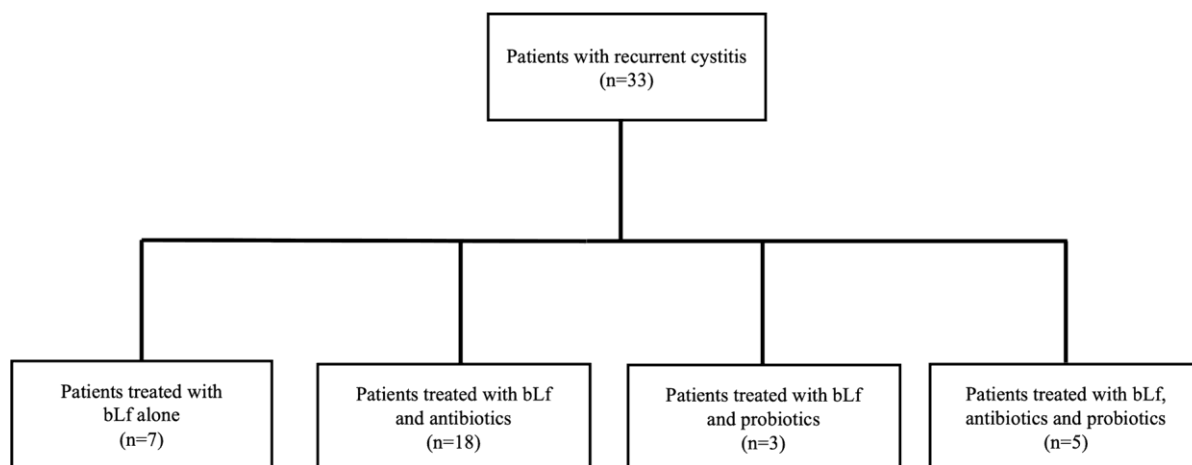 Patients with recurrent cystitis
(n=33)
Patients treated with
bLf alone
(n=7)
Patients treated with bLf
and antibiotics
(n=18)
Patients treated with bLf
and probiotics
(n=3)
Patients treated with bLf,
antibiotics and probiotics
(n=5)